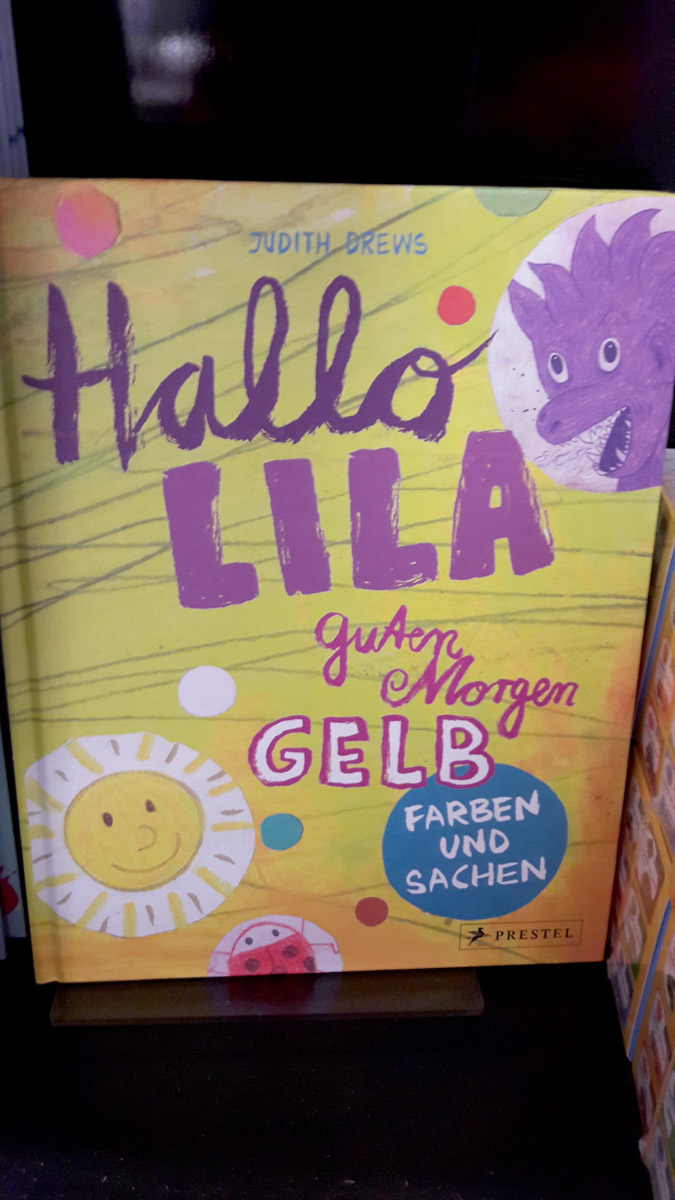 JUDITH DREWS
Hallo
LILA
guten
Morgen
GELB
FARBEN
UND
SACHEN
PRESTEL